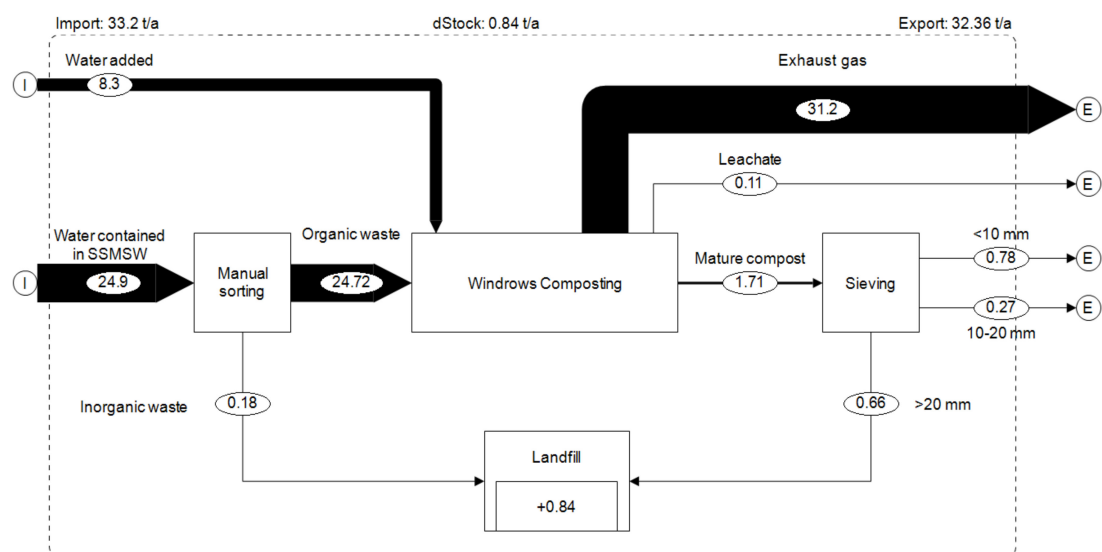 Import: 33.2 t/a
dStock: 0.84 t/a
Export: 32.36 t/a
Water added
I
8.3
Exhaust gas
31.2
E
Leachate
0.11
E
Water contained
in SSMSW
I
24.9
Manual
sorting
Organic waste
24.72
Windrows Composting
Mature compost
1.71
Sieving
<10 mm
0.78
E
0.27
E
10-20 mm
Inorganic waste
0.18
0.66
>20 mm
Landfill
+0.84